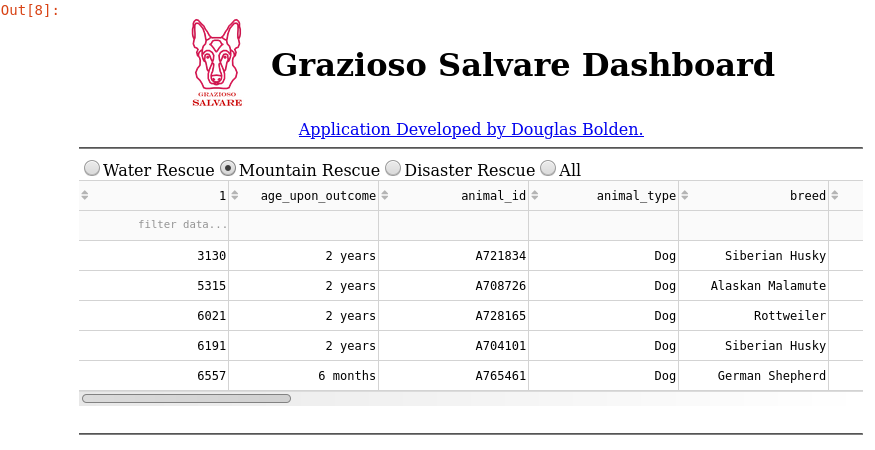 Out[8]:
GRAZIOSO
SALVARE
Grazioso Salvare Dashboard
Application Developed by Douglas Bolden.
Water Rescue Mountain Rescue Disaster Rescue All
1 age_upon_outcome animal_id animal_type breed
filter data...
3130 2 years A721834 Dog Siberian Husky
5315 2 years A708726 Dog Alaskan Malamute
6021 2 years A728165 Dog Rottweiler
6191 2 years A704101 Dog Siberian Husky
6557 6 months A765461 Dog German Shepherd